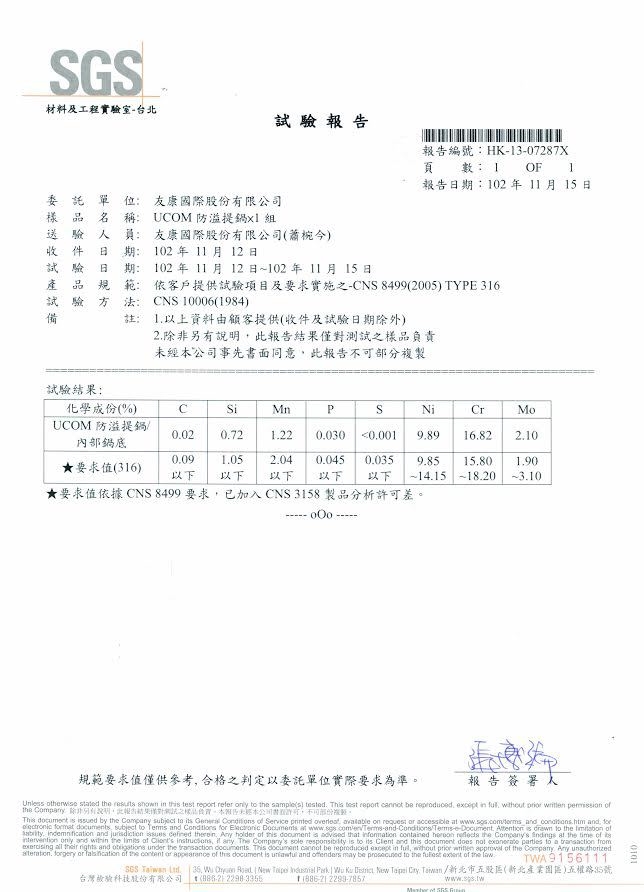 SGS
材料及工程實驗室-台北
試驗報告
報告編號：HK-13-07287X
頁 數：1 OF 1
報告日期：102 年 11 月 15 日
委託單位: 友康國際股份有限公司
樣品名稱: UCOM 防溢提鍋x1 組
送驗人員: 友康國際股份有限公司(蕭椀今)
收件日期: 102 年 11 月 12 日
試驗日期: 102 年 11 月 12 日~102 年 11 月 15 日
產品規範: 依客戶提供試驗項目及要求實施之-CNS 8499(2005) TYPE 316
試驗方法: CNS 10006(1984)
備註: 1.以上資料由顧客提供(收件及試驗日期除外)
2.除非另有說明，此報告結果僅對測試之樣品負責
未經本公司事先書面同意，此報告不可部分複製
試驗結果:
化學成份(%) C Si Mn P S Ni Cr Mo
UCOM 防溢提鍋/內部鍋底 0.02 0.72 1.22 0.030 <0.001 9.89 16.82 2.10
★要求值(316) 0.09以下 1.05以下 2.04以下 0.045以下 0.035以下 9.85~14.15 15.80~18.20 1.90~3.10
★要求值依據 CNS 8499 要求，已加入 CNS 3158 製品分析許可差。
----- oOo -----
規範要求值僅供參考,合格之判定以委託單位實際要求為準。
報告簽署人
Unless otherwise stated the results shown in this test report refer only to the sample(s) tested. This test report cannot be reproduced, except in full, without prior written permission of
the Company. 除非另有說明，此報告結果僅對測試之樣品負責。本報告未經本公司書面許可，不可部份複製。
This document is issued by the Company subject to its General Conditions of Service printed overleaf, available on request or accessible at www.sgs.com/terms_and_conditions.htm and, for
electronic format documents, subject to Terms and Conditions for Electronic Documents at www.sgs.com/en/Terms-and-Conditions/Terms-e-Document. Attention is drawn to the limitation of
liability, indemnification and jurisdiction issues defined therein. Any holder of this document is advised that information contained hereon reflects the Company's findings at the time of its
intervention only and within the limits of Client's instructions, if any. The Company's sole responsibility is to its Client and this document does not exonerate parties to a transaction from
exercising all their rights and obligations under the transaction documents. This document cannot be reproduced except in full, without prior written approval of the Company. Any unauthorized
alteration, forgery or falsification of the content or appearance of this document is unlawful and offenders may be prosecuted to the fullest extent of the law.
TWA9156111
1010
SGS Taiwan Ltd. 35, Wu Chyuan Road, | New Taipei Industrial Park | Wu Ku District, New Taipei City, Taiwan /新北市五股區(新北產業園區)五權路35號
台灣檢驗科技股份有限公司 t (886-2) 2298-3355 f (886-2) 2299-7857 www.sgs.tw
Member of SGS Group